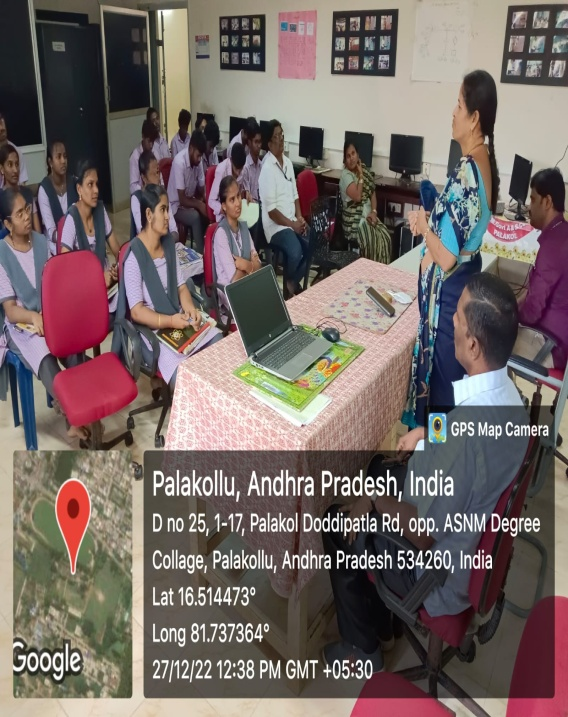 PALAKOL
GPS Map Camera
Palakollu, Andhra Pradesh, India
D no 25, 1-17, Palakol Doddipatla Rd, opp. ASNM Degree
Collage, Palakollu, Andhra Pradesh 534260, India
Lat 16.514473°
Long 81.737364°
27/12/22 12:38 PM GMT +05:30
Google